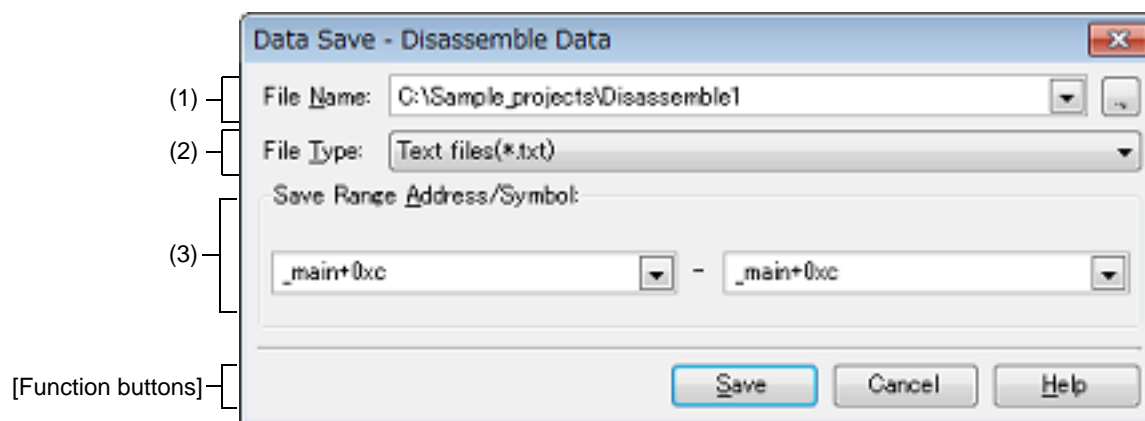 Data Save - Disassemble Data
(1)
File Name: C:\Sample_projects\Disassemble1 ...
(2)
File Type: Text files(*.txt)
(3)
Save Range Address/Symbol:
_main+0xc - _main+0xc
[Function buttons]
Save Cancel Help